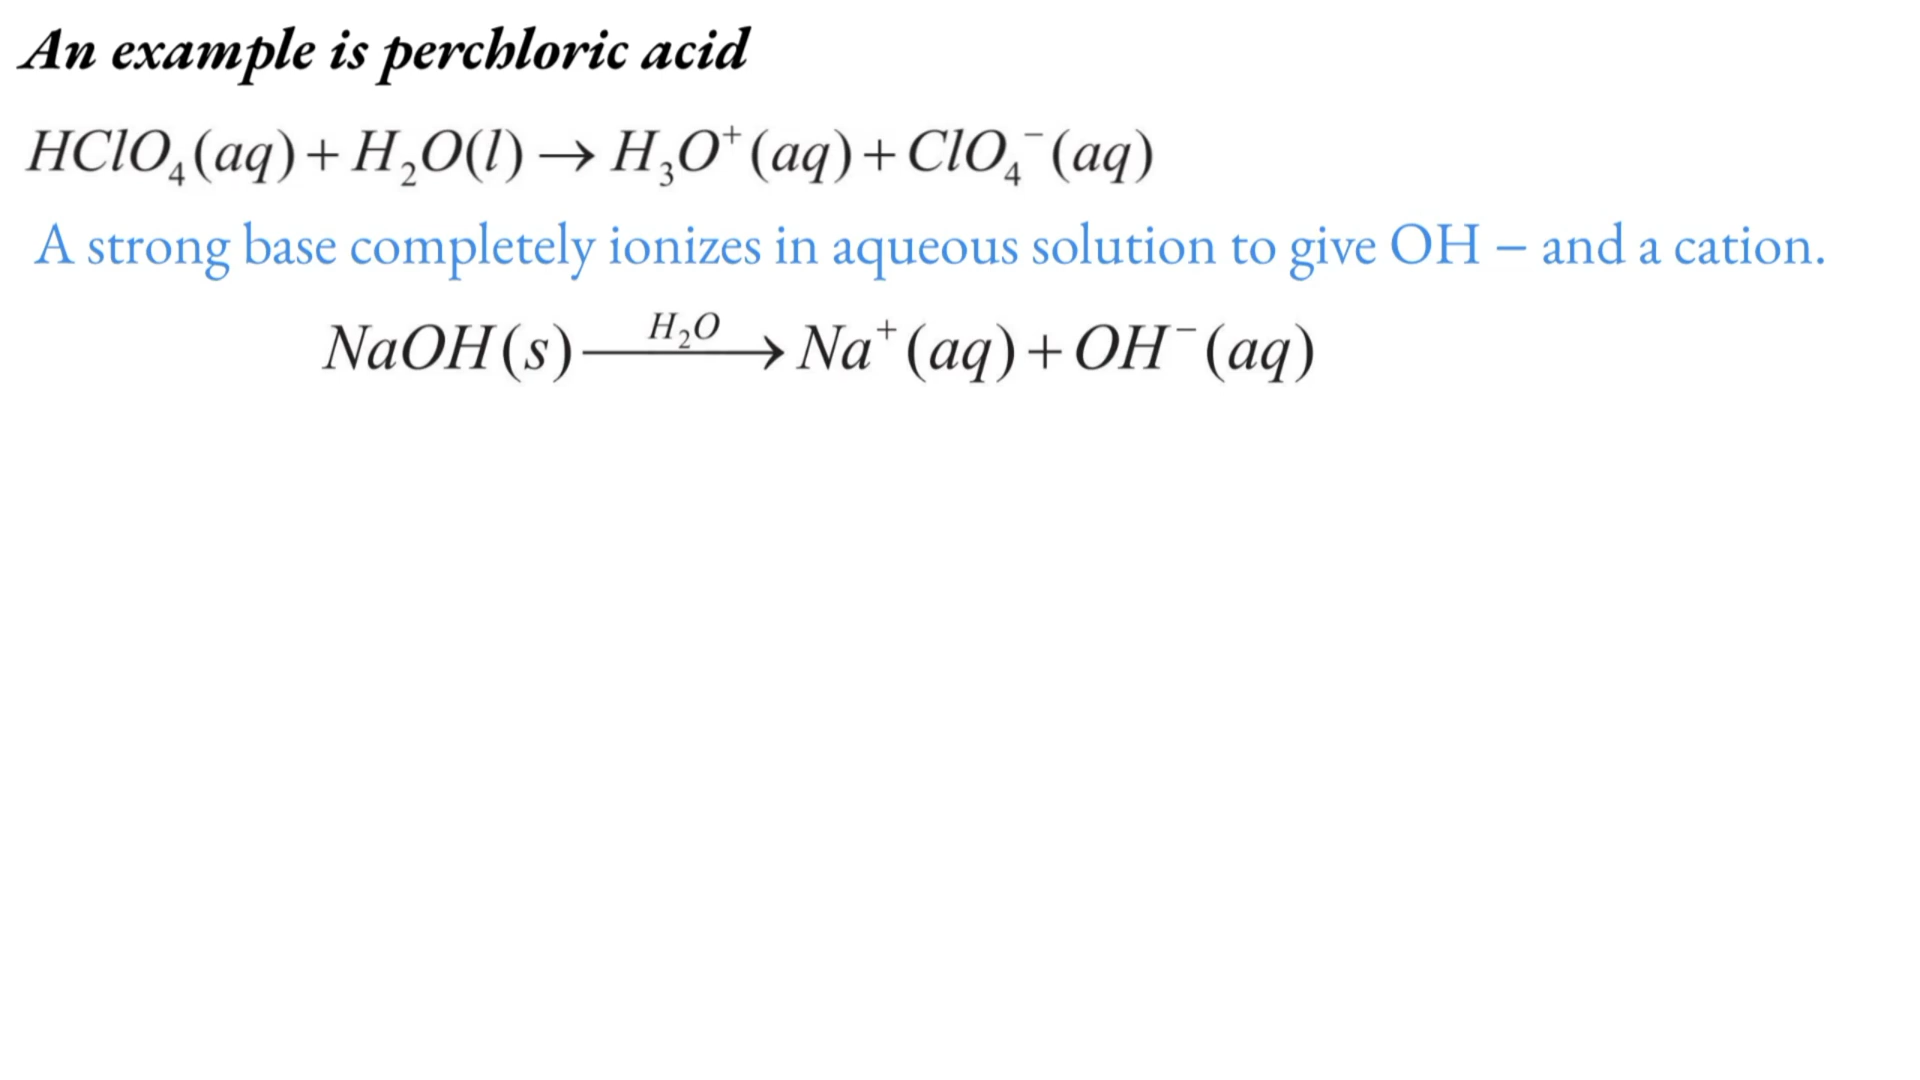 An example is perchloric acid
HClO₄(aq) + H₂O(l) → H₃O⁺(aq) + ClO₄⁻(aq)
A strong base completely ionizes in aqueous solution to give OH – and a cation.
NaOH(s) —H₂O→ Na⁺(aq) + OH⁻(aq)